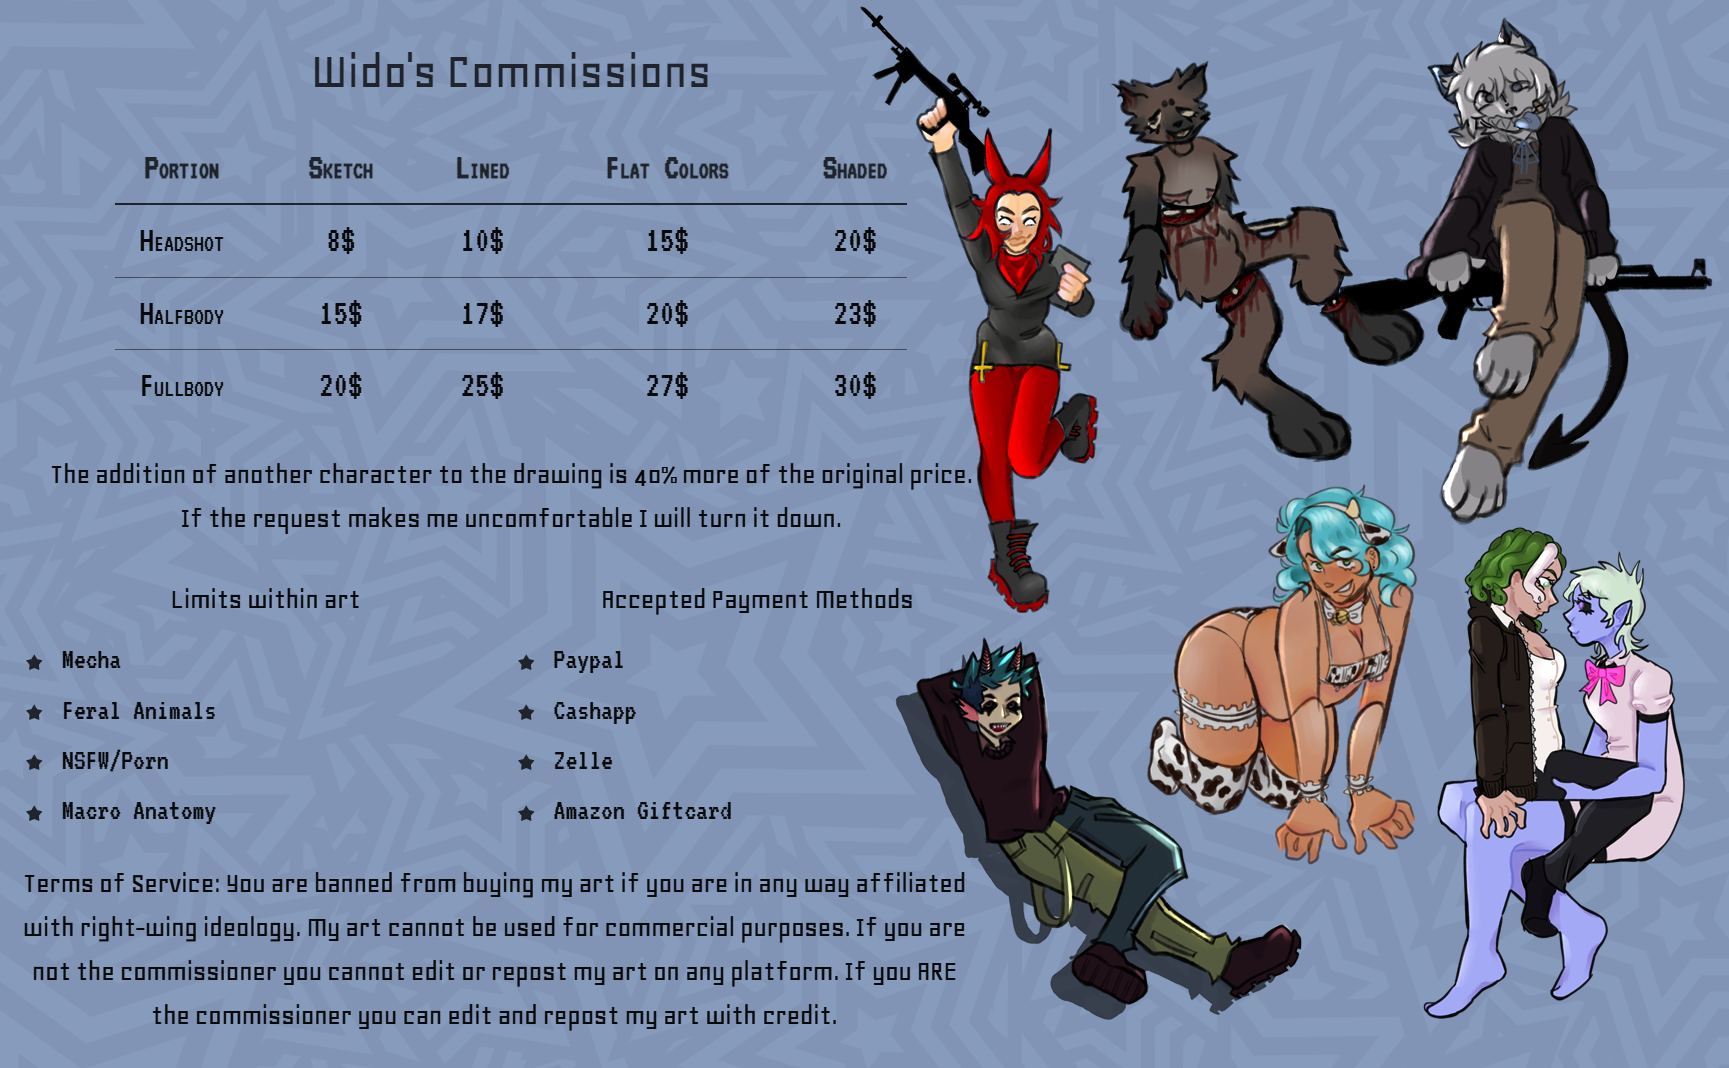 Wido's Commissions
Portion Sketch Lined Flat Colors Shaded
Headshot 8$ 10$ 15$ 20$
Halfbody 15$ 17$ 20$ 23$
Fullbody 20$ 25$ 27$ 30$
The addition of another character to the drawing is 40% more of the original price.
If the request makes me uncomfortable I will turn it down.
Limits within art
★ Mecha
★ Feral Animals
★ NSFW/Porn
★ Macro Anatomy
Accepted Payment Methods
★ Paypal
★ Cashapp
★ Zelle
★ Amazon Giftcard
Terms of Service: You are banned from buying my art if you are in any way affiliated
with right-wing ideology. My art cannot be used for commercial purposes. If you are
not the commissioner you cannot edit or repost my art on any platform. If you ARE
the commissioner you can edit and repost my art with credit.